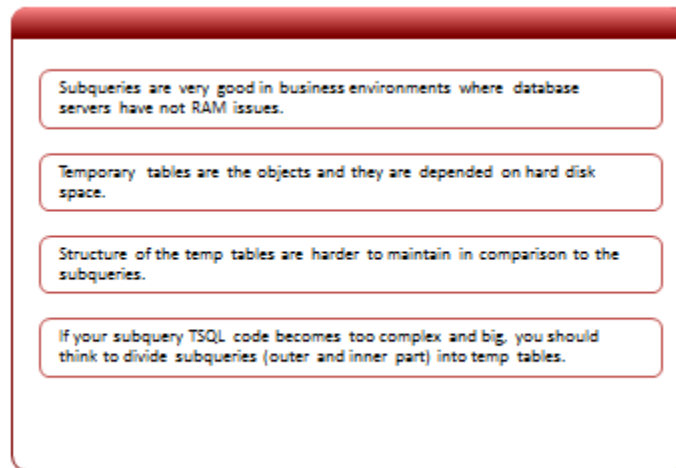 Subqueries are very good in business environments where database
servers have not RAM issues.
Temporary tables are the objects and they are depended on hard disk
space.
Structure of the temp tables are harder to maintain in comparison to the
subqueries.
If your subquery TSQL code becomes too complex and big, you should
think to divide subqueries (outer and inner part) into temp tables.